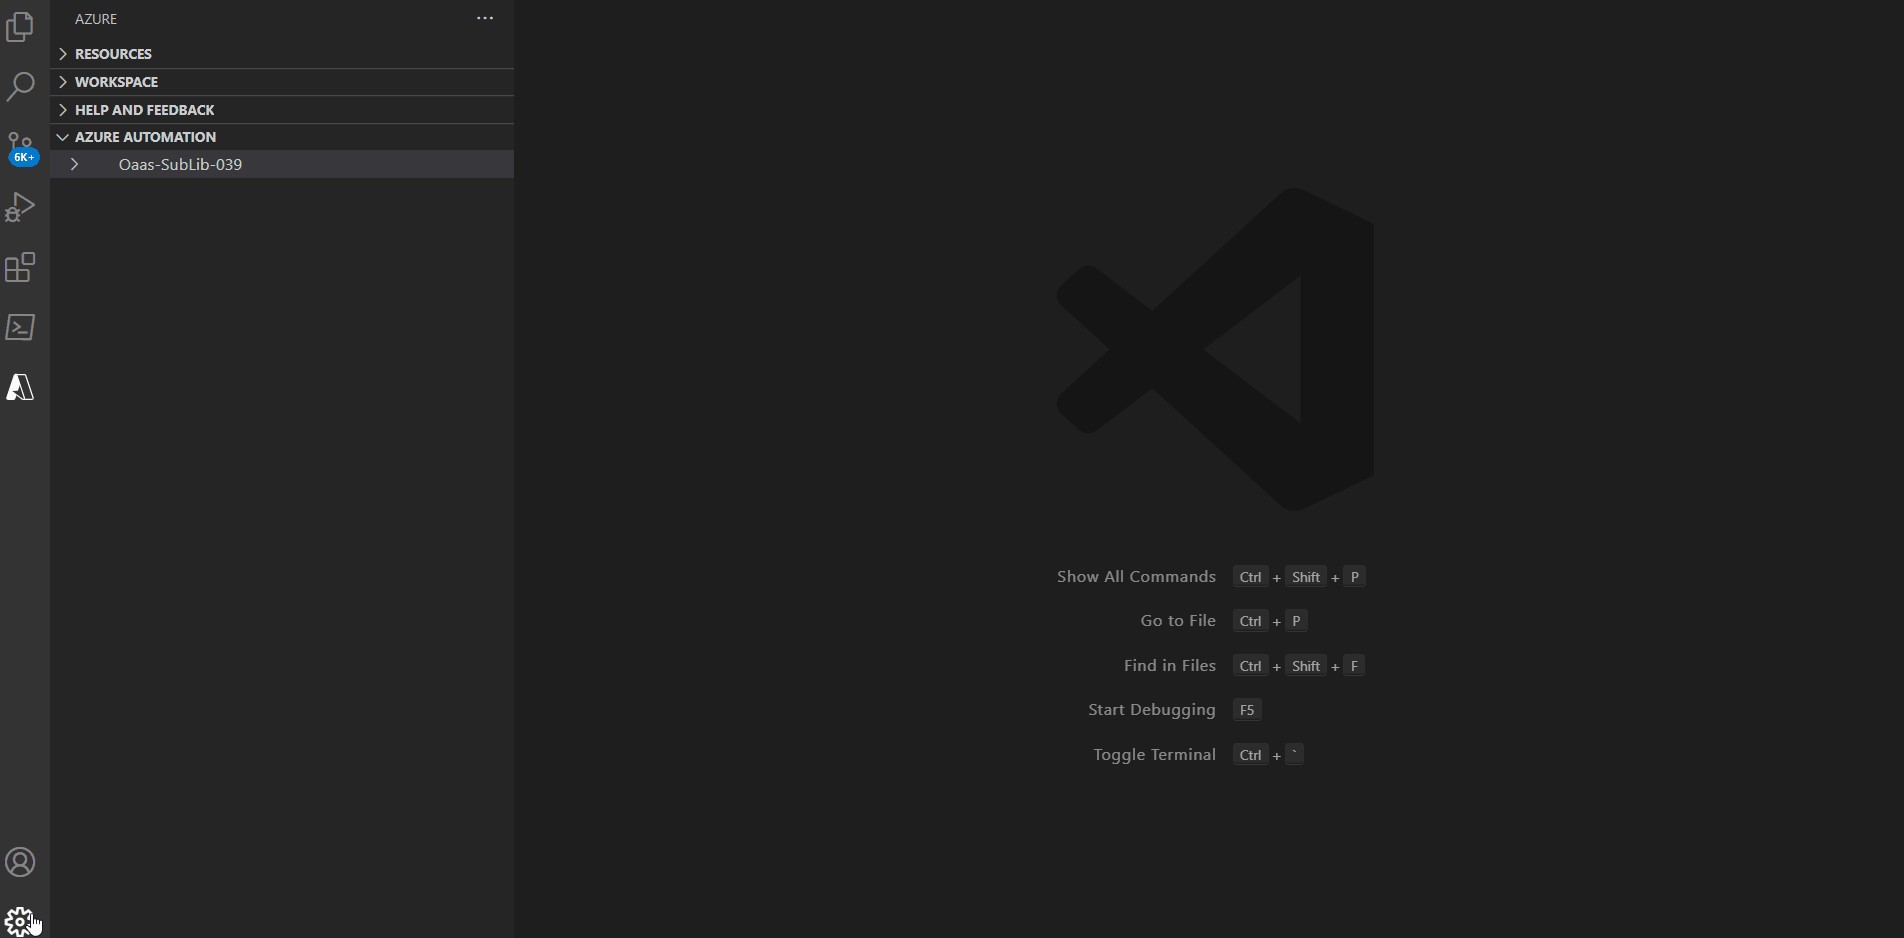 AZURE
RESOURCES
WORKSPACE
6K+
HELP AND FEEDBACK
AZURE AUTOMATION
Oaas-SubLib-039
Show All Commands Ctrl + Shift + P
Go to File Ctrl + P
Find in Files Ctrl + Shift + F
Start Debugging F5
Toggle Terminal Ctrl + `